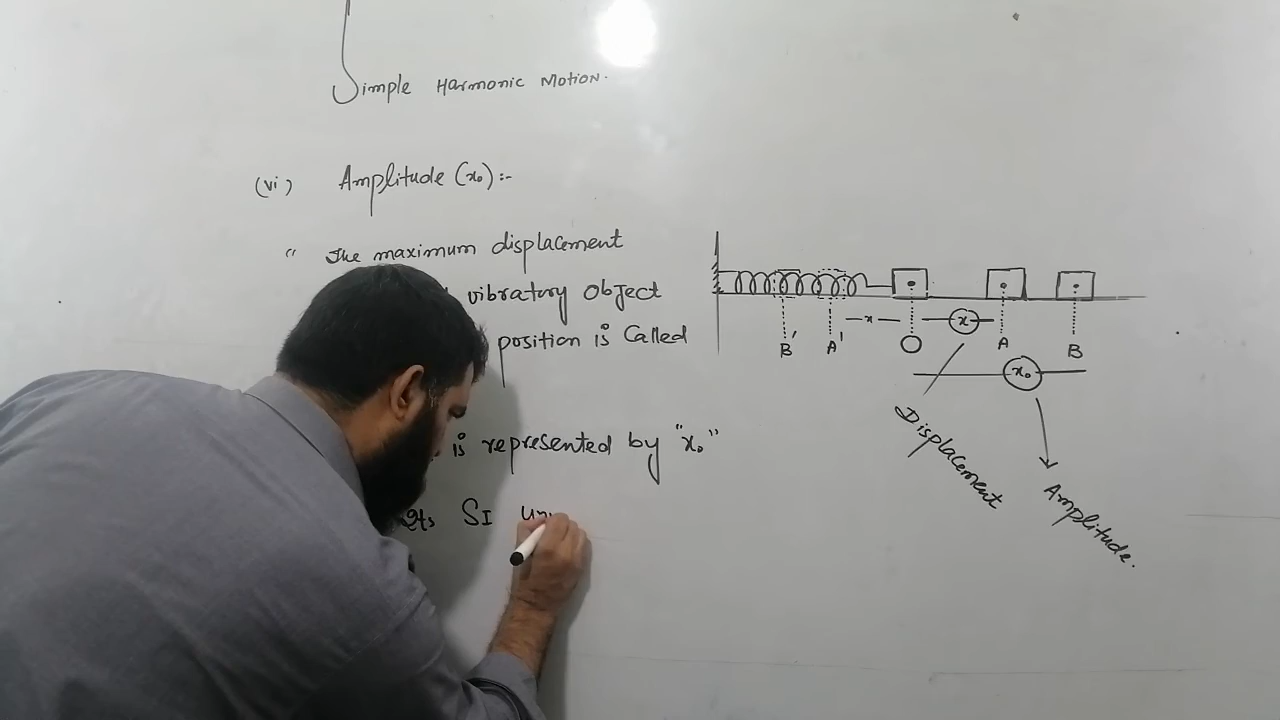 Simple Harmonic Motion.
(vi) Amplitude (x₀):-
" The maximum displacement
vibratory object
position is Called
is represented by "x₀"
Its SI un
x
x
B' A' O A B
x₀
Displacement
Amplitude.